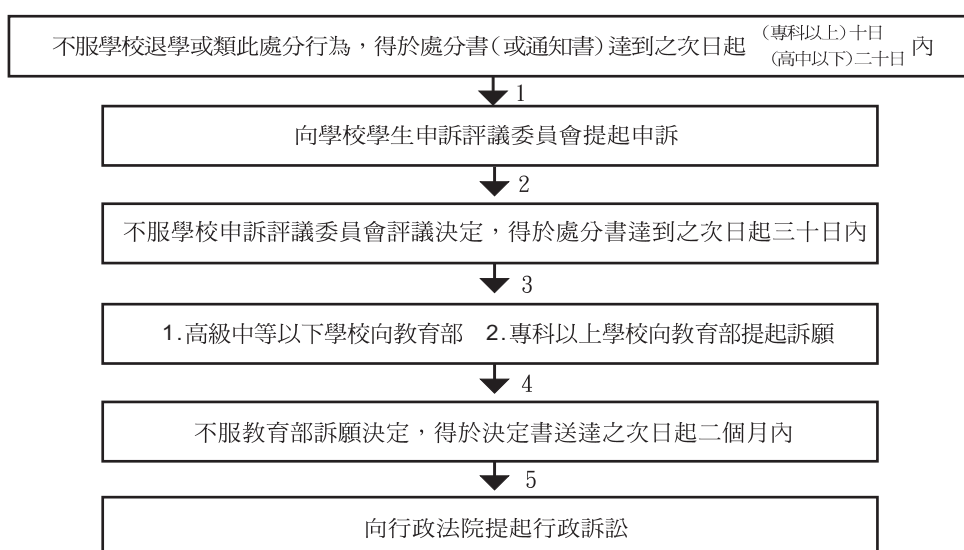 不服學校退學或類此處分行為，得於處分書(或通知書)達到之次日起 (專科以上)十日 (高中以下)二十日 內
1
向學校學生申訴評議委員會提起申訴
2
不服學校申訴評議委員會評議決定，得於處分書達到之次日起三十日內
3
1.高級中等以下學校向教育部 2.專科以上學校向教育部提起訴願
4
不服教育部訴願決定，得於決定書送達之次日起二個月內
5
向行政法院提起行政訴訟